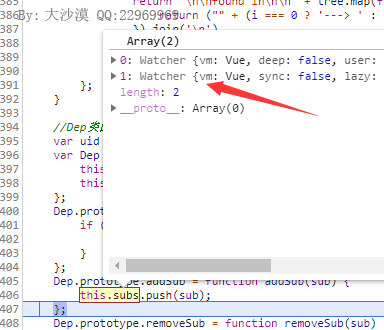 385
return "\n\nfound in\n\n" + tree.map(f
386
return ("" + (i === 0 ? '---> ' :
387
}).join('\n')
By: 大沙漠 QQ:22969969
Array(2)
0: Watcher {vm: Vue, deep: false, user:
1: Watcher {vm: Vue, sync: false, lazy:
length: 2
__proto__: Array(0)
391
};
392
}
393
394
//Dep类
395
var uid
396
var Dep
397
this
398
this
399
};
400
Dep.prot
401
if (
402
403
}
404
};
405
Dep.prototype.addSub = function addSub(sub) {
406
this.subs.push(sub);
407
};
408
Dep.prototype.removeSub = function removeSub(sub)